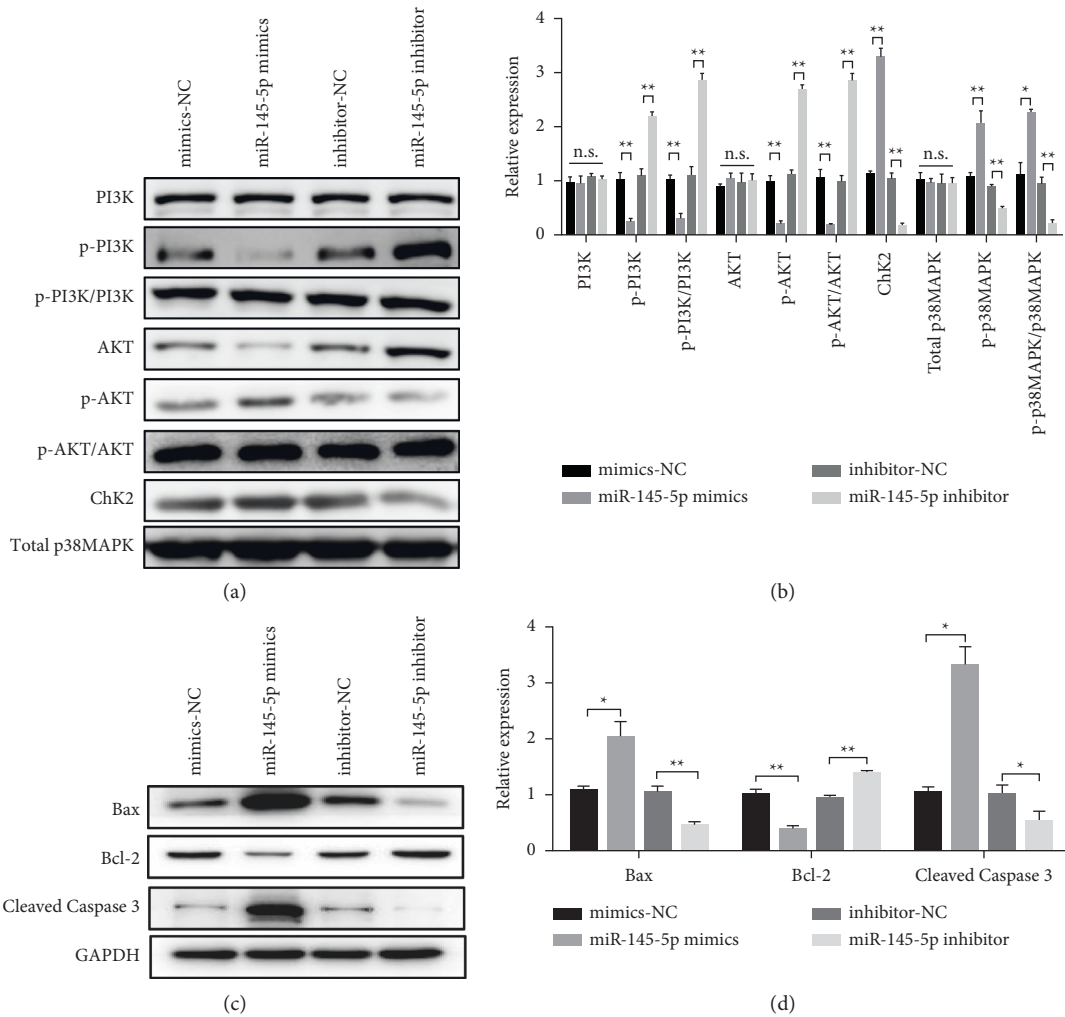 mimics-NC
miR-145-5p mimics
inhibitor-NC
miR-145-5p inhibitor
PI3K
p-PI3K
p-PI3K/PI3K
AKT
p-AKT
p-AKT/AKT
ChK2
Total p38MAPK
(a)
4
3
2
1
0
Relative expression
n.s.
**
**
**
**
n.s.
**
**
**
**
**
**
n.s.
**
**
*
**
PI3K
p-PI3K
p-PI3K/PI3K
AKT
p-AKT
p-AKT/AKT
ChK2
Total p38MAPK
p-p38MAPK
p-p38MAPK/p38MAPK
mimics-NC
miR-145-5p mimics
inhibitor-NC
miR-145-5p inhibitor
(b)
mimics-NC
miR-145-5p mimics
inhibitor-NC
miR-145-5p inhibitor
Bax
Bcl-2
Cleaved Caspase 3
GAPDH
(c)
4
3
2
1
0
Relative expression
*
**
**
**
*
*
Bax
Bcl-2
Cleaved Caspase 3
mimics-NC
miR-145-5p mimics
inhibitor-NC
miR-145-5p inhibitor
(d)